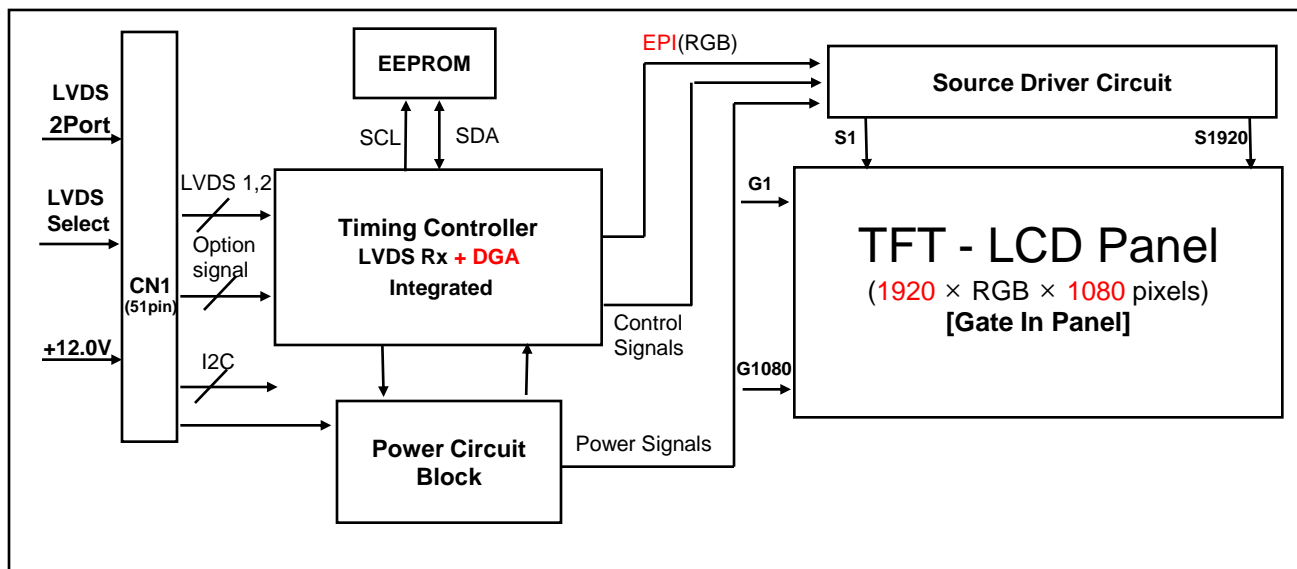 LVDS
2Port
LVDS
Select
+12.0V
CN1
(51pin)
LVDS 1,2
Option
signal
I2C
EEPROM
SCL
SDA
Timing Controller
LVDS Rx + DGA
Integrated
Power Circuit
Block
EPI(RGB)
Control
Signals
Power Signals
Source Driver Circuit
S1
S1920
G1
G1080
TFT - LCD Panel
(1920 × RGB × 1080 pixels)
[Gate In Panel]